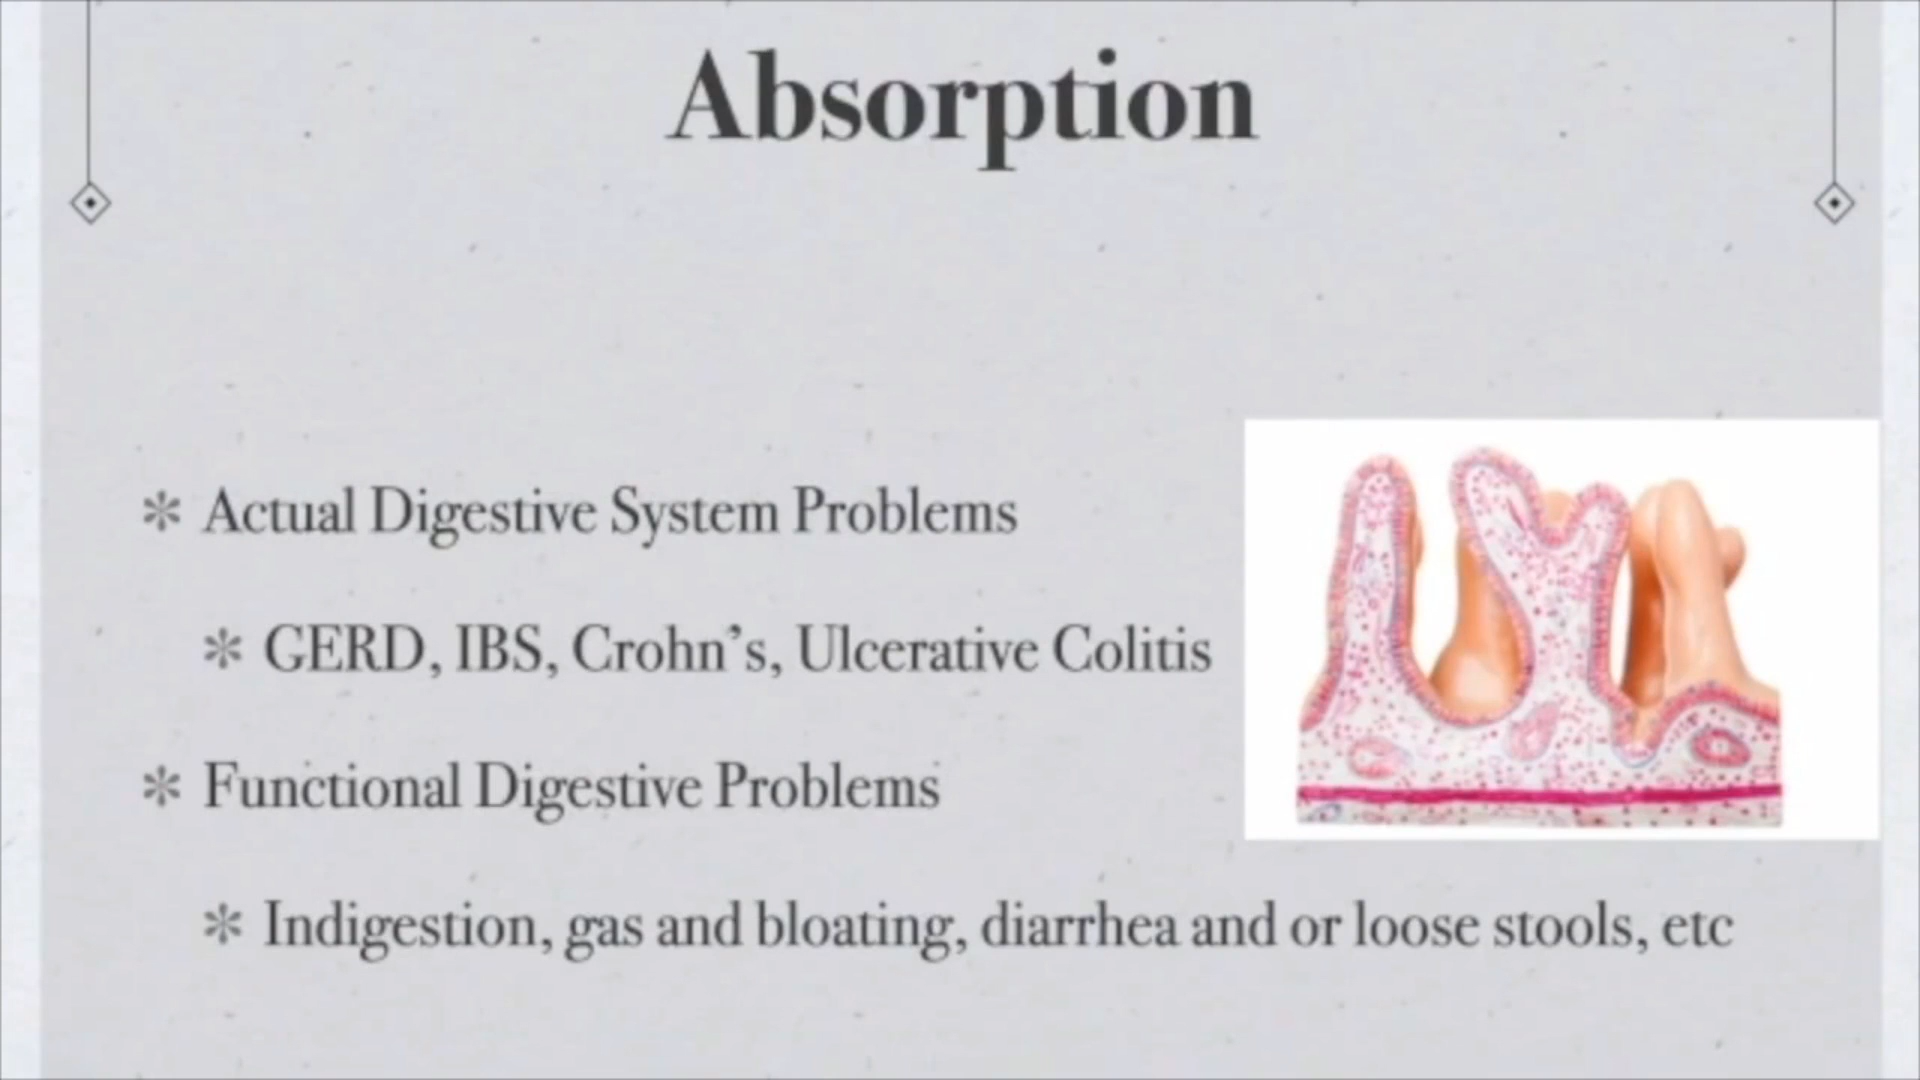 Absorption
* Actual Digestive System Problems
* GERD, IBS, Crohn's, Ulcerative Colitis
* Functional Digestive Problems
* Indigestion, gas and bloating, diarrhea and or loose stools, etc